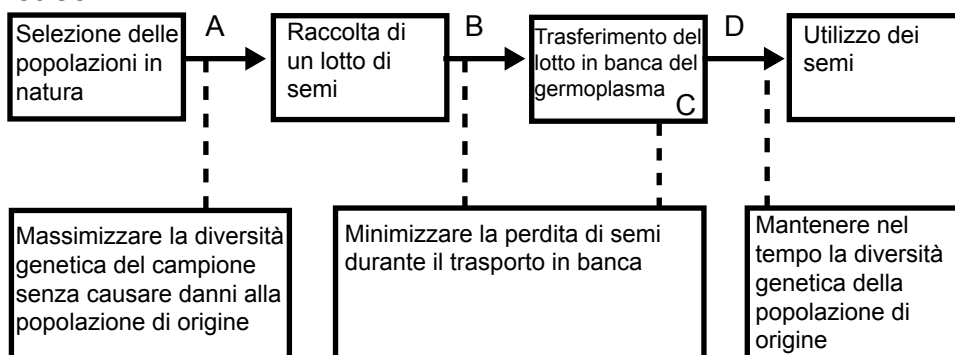 Selezione delle
popolazioni in
natura
A
Raccolta di
un lotto di
semi
B
Trasferimento del
lotto in banca del
germoplasma
C
D
Utilizzo dei
semi
Massimizzare la diversità
genetica del campione
senza causare danni alla
popolazione di origine
Minimizzare la perdita di semi
durante il trasporto in banca
Mantenere nel
tempo la diversità
genetica della
popolazione di
origine